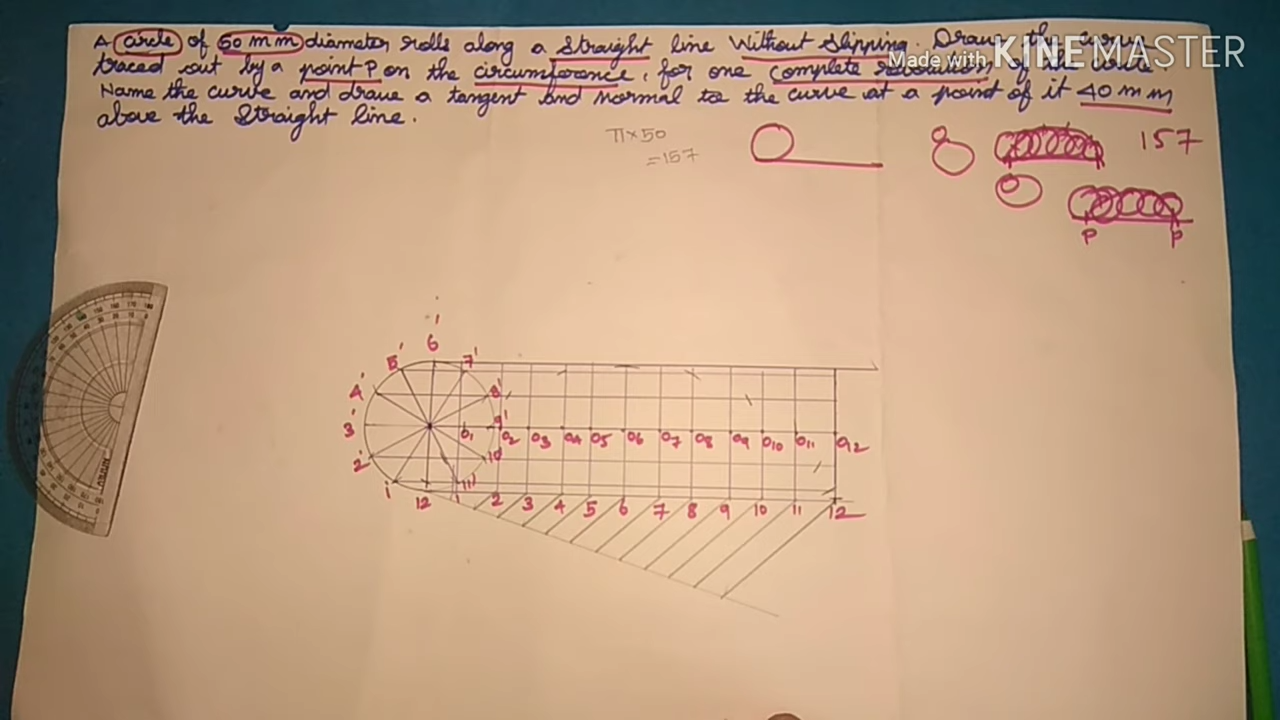 A circle of 50 mm diameter rolls along a straight line without slipping. Draw the curve
traced out by a point P on the circumference, for one complete revolution of the circle.
Name the curve and draw a tangent and normal to the curve at a point of it 40 mm
above the straight line.
Made with KINEMASTER
π×50
=157
157
P P
6'
5' 7'
4' 8'
3' 9'
2' 10'
1 11'
O1 O2 O3 O4 O5 O6 O7 O8 O9 O10 O11 O12
12 1 2 3 4 5 6 7 8 9 10 11 12